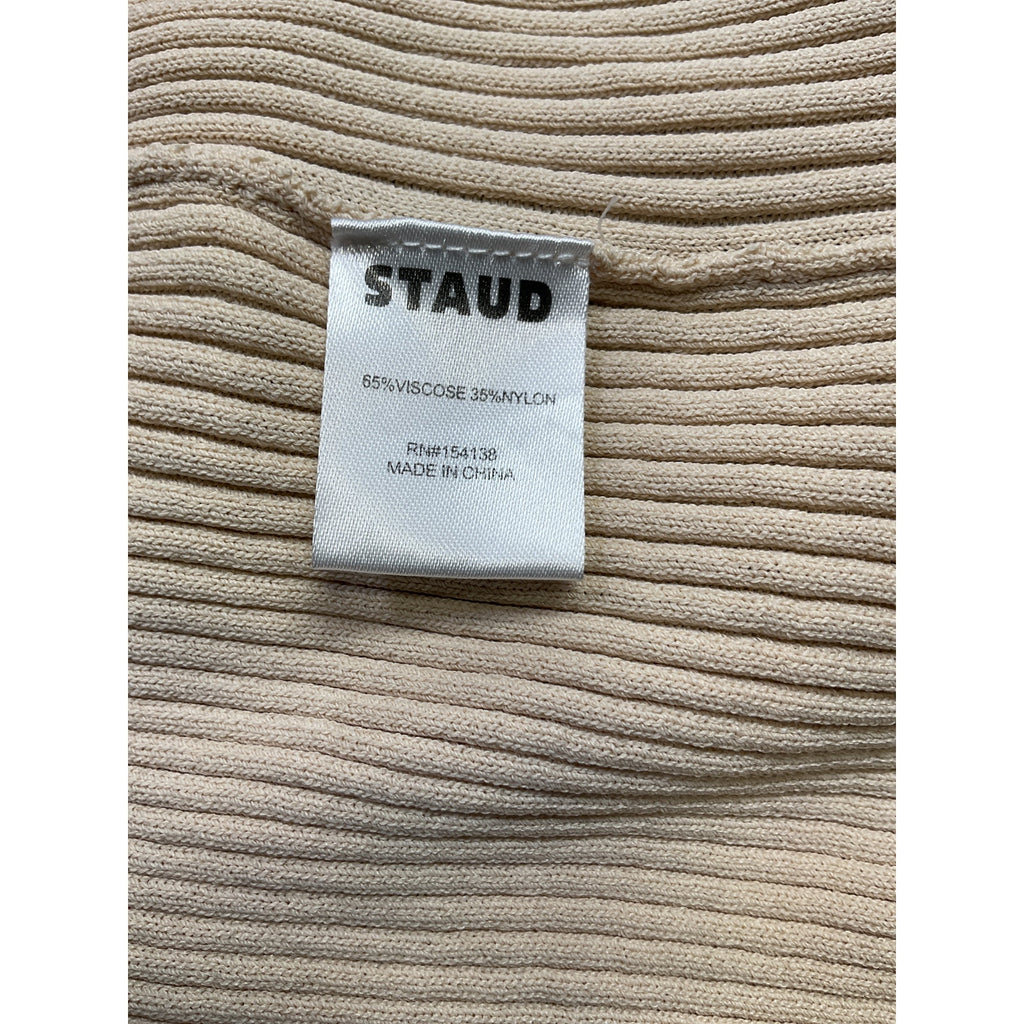 STAUD
65%VISCOSE 35%NYLON
RN#154138
MADE IN CHINA